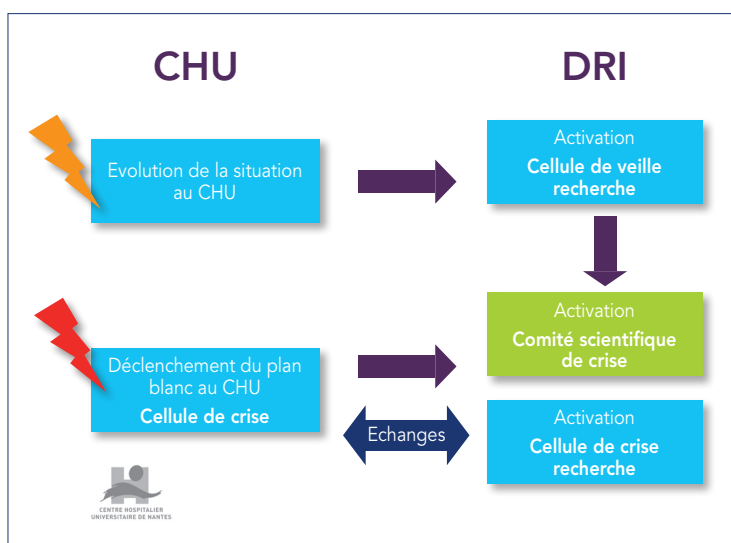 CHU
DRI
Evolution de la situation
au CHU
Activation
Cellule de veille
recherche
Activation
Comité scientifique
de crise
Déclenchement du plan
blanc au CHU
Cellule de crise
Echanges
Activation
Cellule de crise
recherche
CENTRE HOSPITALIER
UNIVERSITAIRE DE NANTES